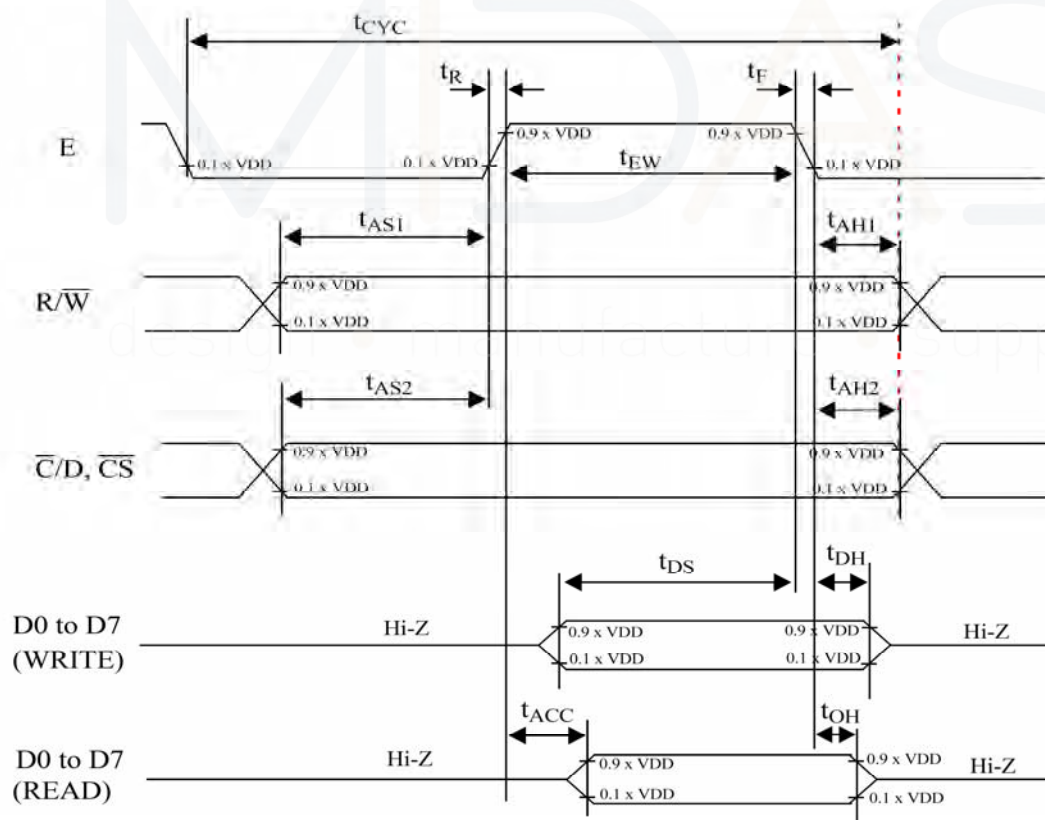 MIDAS
design • manufacture • supp
tCYC
tR
tF
E
0.9 x VDD
0.9 x VDD
0.1 x VDD
0.1 x VDD
tEW
0.1 x VDD
tAS1
tAH1
R/W̅
0.9 x VDD
0.9 x VDD
0.1 x VDD
0.1 x VDD
tAS2
tAH2
C̅/D, C̅S̅
0.9 x VDD
0.9 x VDD
0.1 x VDD
0.1 x VDD
tDS
tDH
D0 to D7
(WRITE)
Hi-Z
0.9 x VDD
0.9 x VDD
Hi-Z
0.1 x VDD
0.1 x VDD
tACC
tOH
D0 to D7
(READ)
Hi-Z
0.9 x VDD
0.9 x VDD
Hi-Z
0.1 x VDD
0.1 x VDD